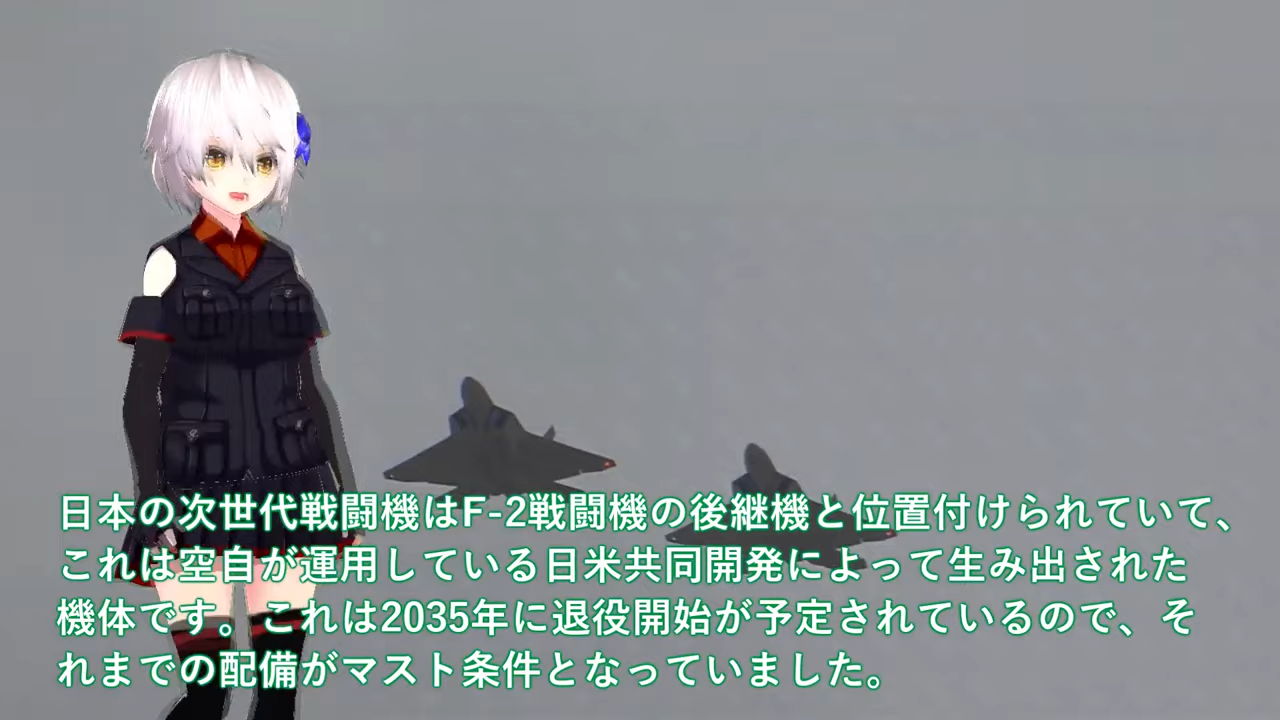 日本の次世代戦闘機はF-2戦闘機の後継機と位置付けられていて、
これは空自が運用している日米共同開発によって生み出された
機体です。これは2035年に退役開始が予定されているので、そ
れまでの配備がマスト条件となっていました。